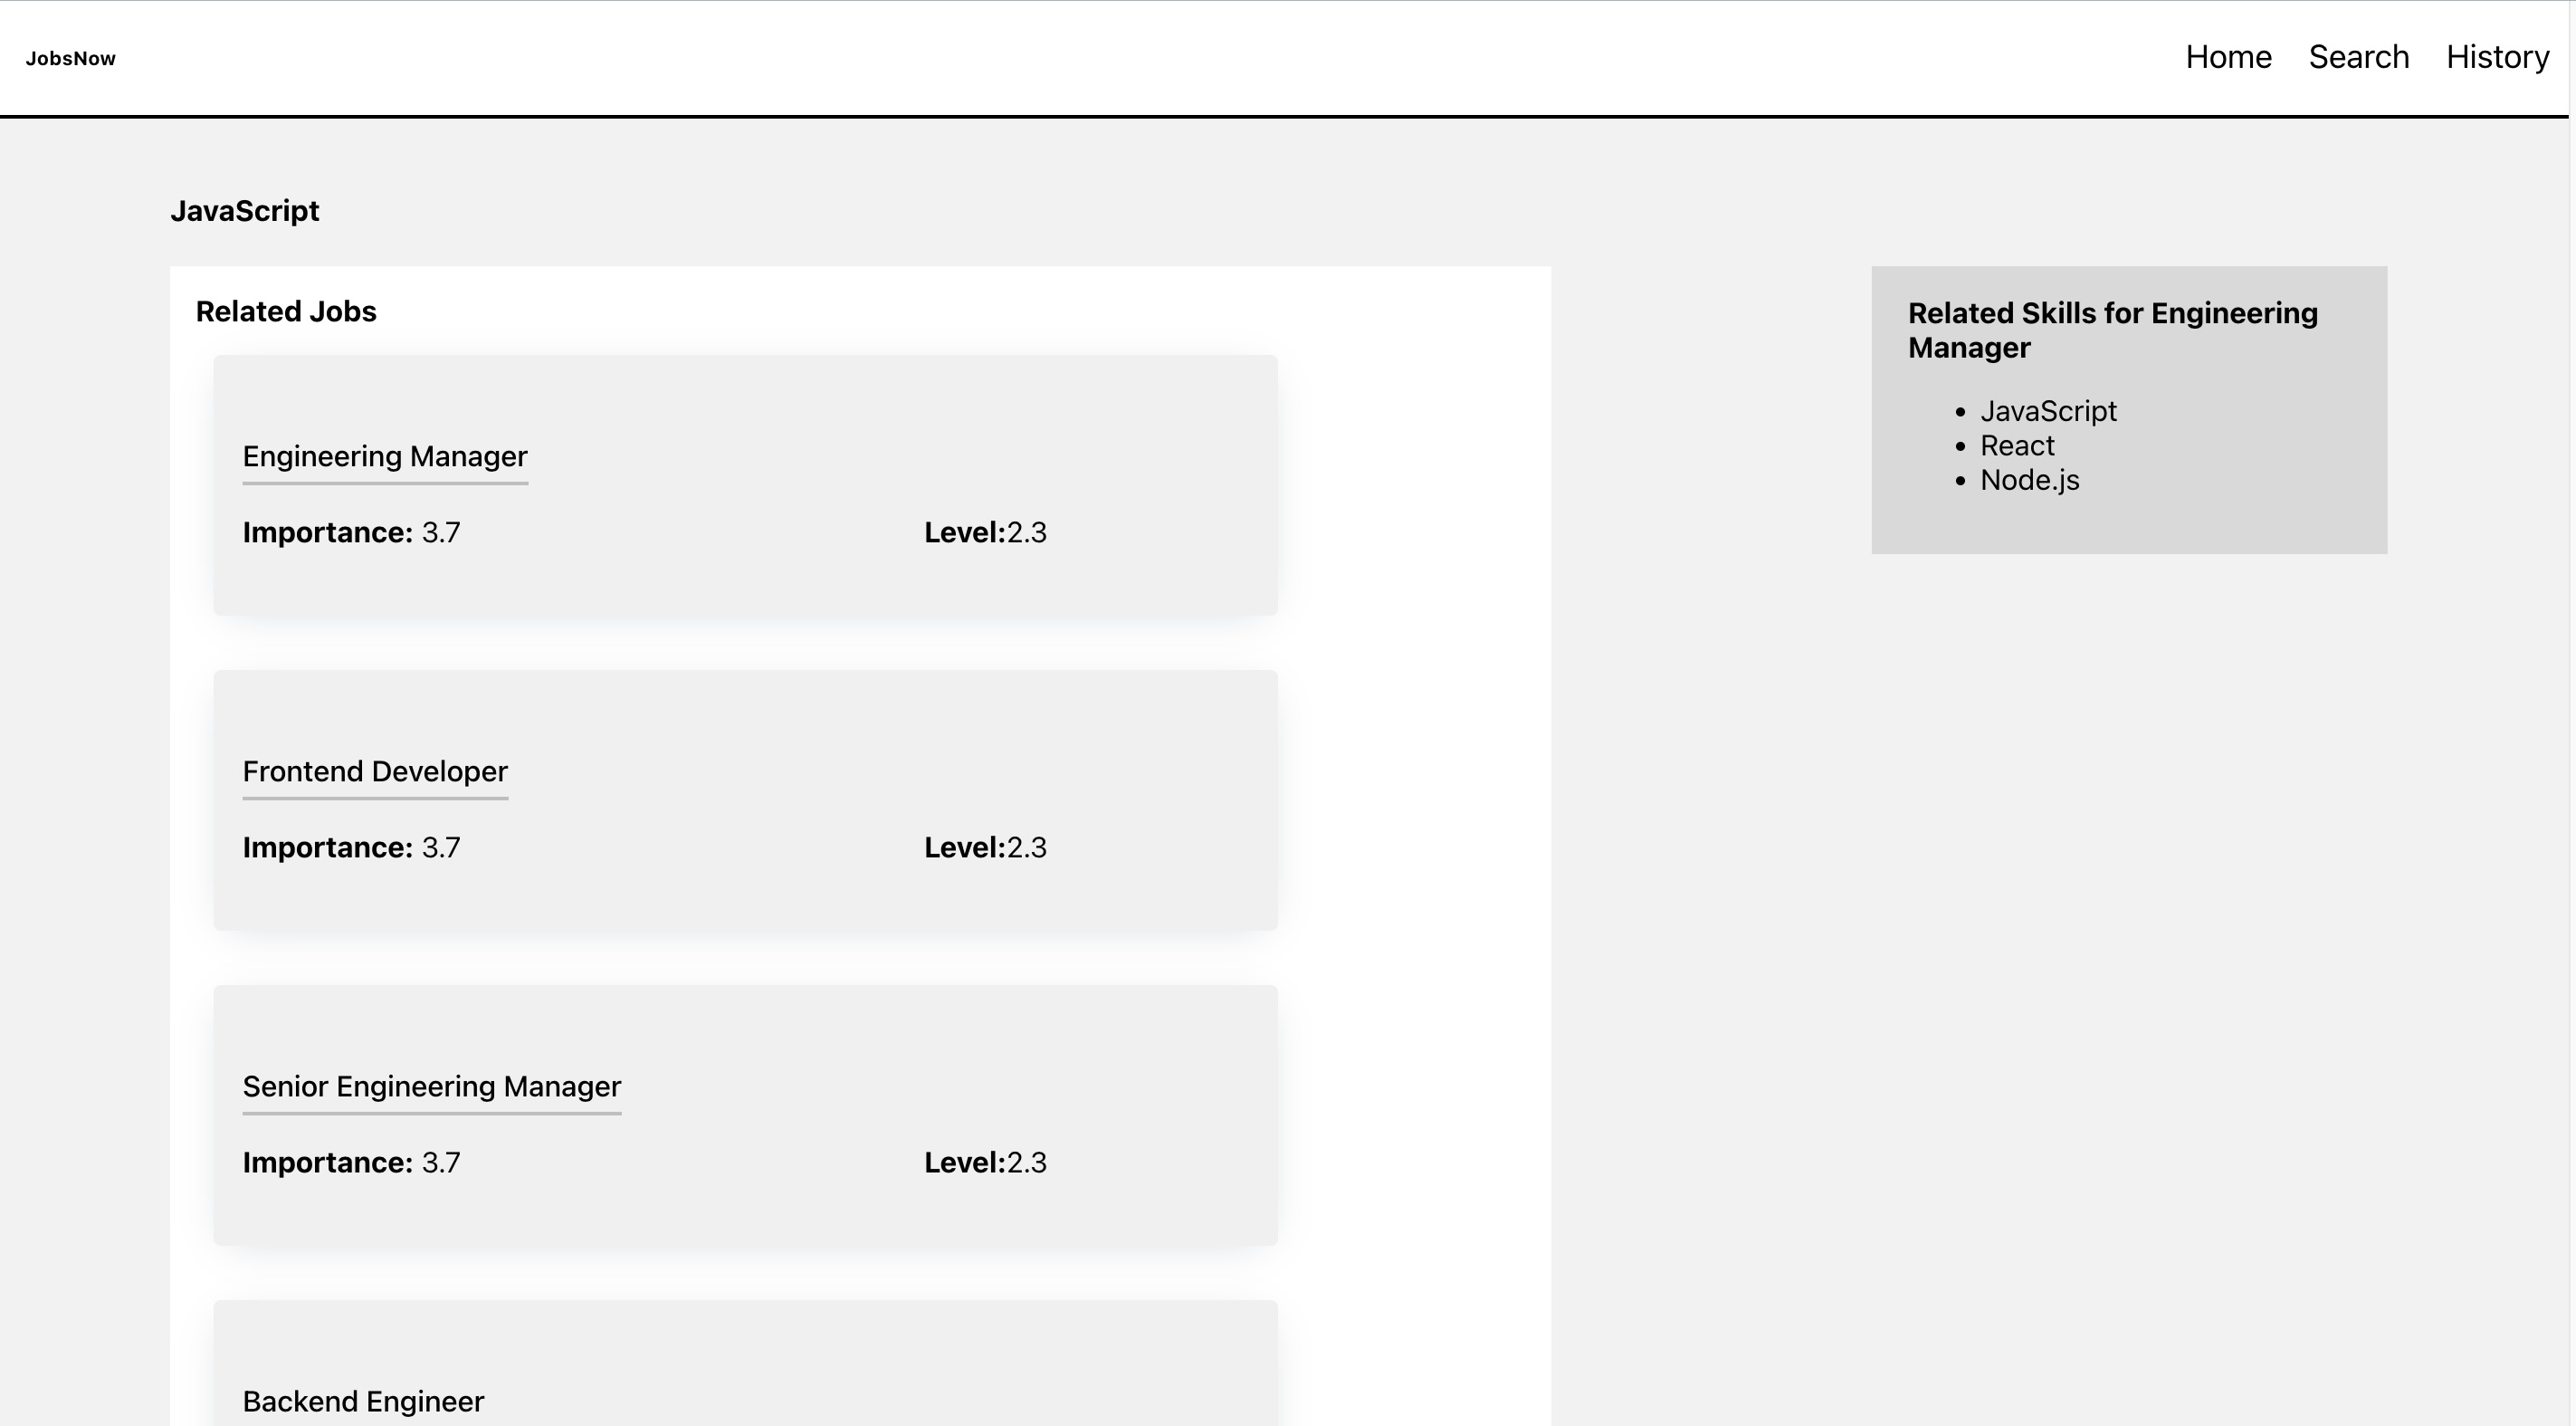 JobsNow
Home Search History
JavaScript
Related Jobs
Engineering Manager
Importance: 3.7 Level:2.3
Frontend Developer
Importance: 3.7 Level:2.3
Senior Engineering Manager
Importance: 3.7 Level:2.3
Backend Engineer
Related Skills for Engineering
Manager
• JavaScript
• React
• Node.js